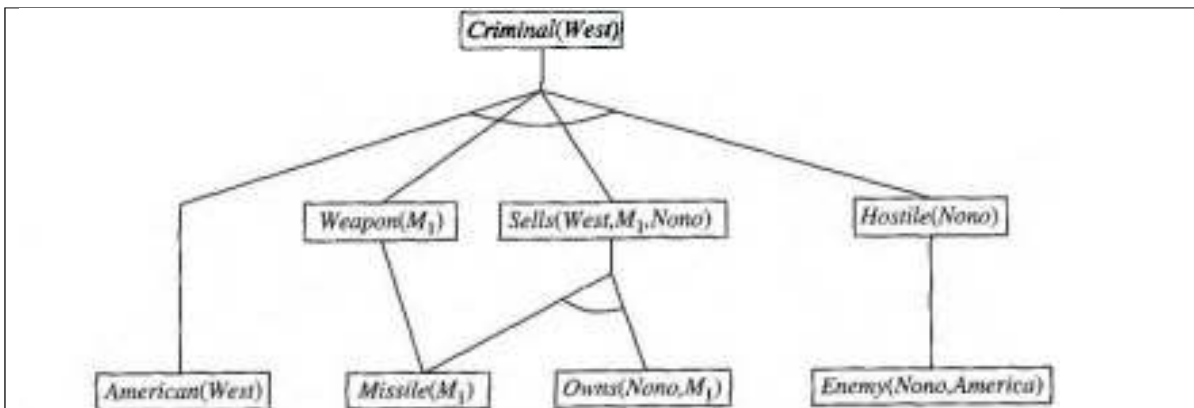 Criminal(West)
Weapon(M₁)
Sells(West,M₁,Nono)
Hostile(Nono)
American(West)
Missile(M₁)
Owns(Nono,M₁)
Enemy(Nono,America)